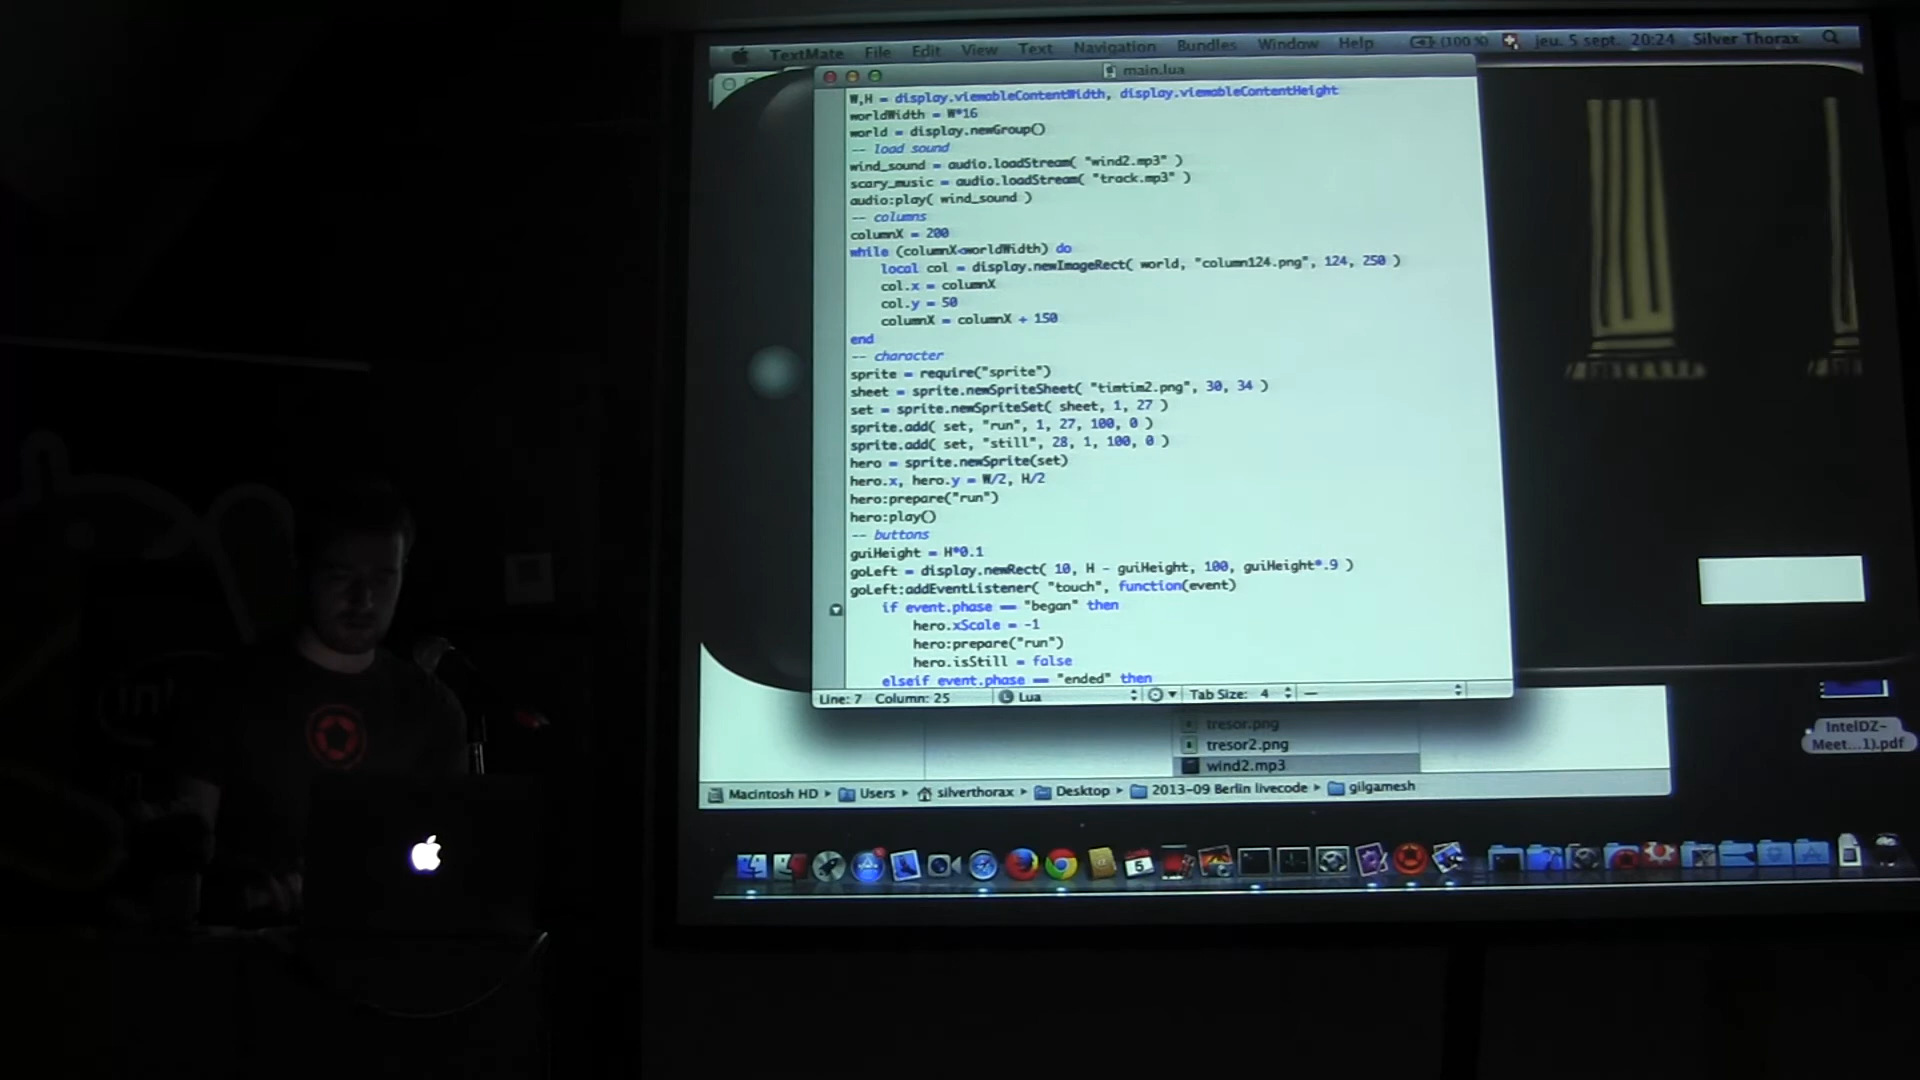 TextMate File Edit View Text Navigation Bundles Window Help (100 %) jeu. 5 sept. 20:24 Silver Thorax
main.lua
W,H = display.viewableContentWidth, display.viewableContentHeight
worldWidth = W*16
world = display.newGroup()
-- load sound
wind_sound = audio.loadStream( "wind2.mp3" )
scary_music = audio.loadStream( "track.mp3" )
audio:play( wind_sound )
-- columns
columnX = 200
while (columnX<worldWidth) do
local col = display.newImageRect( world, "column124.png", 124, 250 )
col.x = columnX
col.y = 50
columnX = columnX + 150
end
-- character
sprite = require("sprite")
sheet = sprite.newSpriteSheet( "timtim2.png", 30, 34 )
set = sprite.newSpriteSet( sheet, 1, 27 )
sprite.add( set, "run", 1, 27, 100, 0 )
sprite.add( set, "still", 28, 1, 100, 0 )
hero = sprite.newSprite(set)
hero.x, hero.y = W/2, H/2
hero:prepare("run")
hero:play()
-- buttons
guiHeight = H*0.1
goLeft = display.newRect( 10, H - guiHeight, 100, guiHeight*.9 )
goLeft:addEventListener( "touch", function(event)
if event.phase == "began" then
hero.xScale = -1
hero:prepare("run")
hero.isStill = false
elseif event.phase == "ended" then
Line: 7 Column: 25 Lua Tab Size: 4 —
tresor.png
tresor2.png
wind2.mp3
IntelDZ-
Meet...1).pdf
Macintosh HD Users silverthorax Desktop 2013-09 Berlin livecode gilgamesh
5